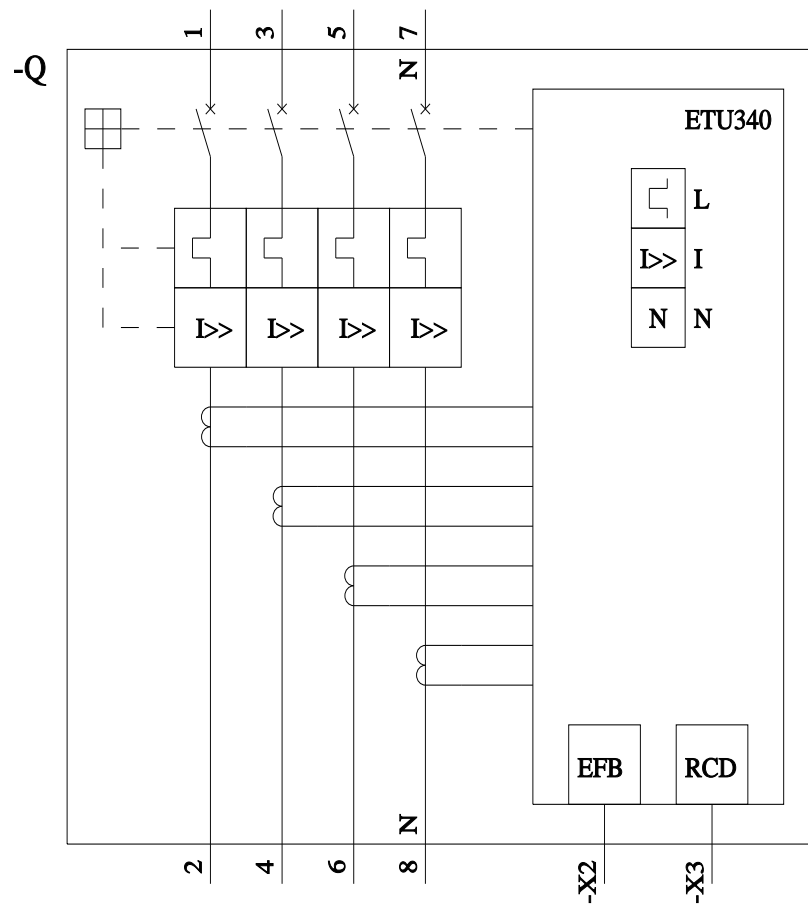 1 3 5 7
-Q N
ETU340
L
I>> I
N N
I>> I>> I>> I>>
EFB RCD
N
2 4 6 8
-X2 -X3